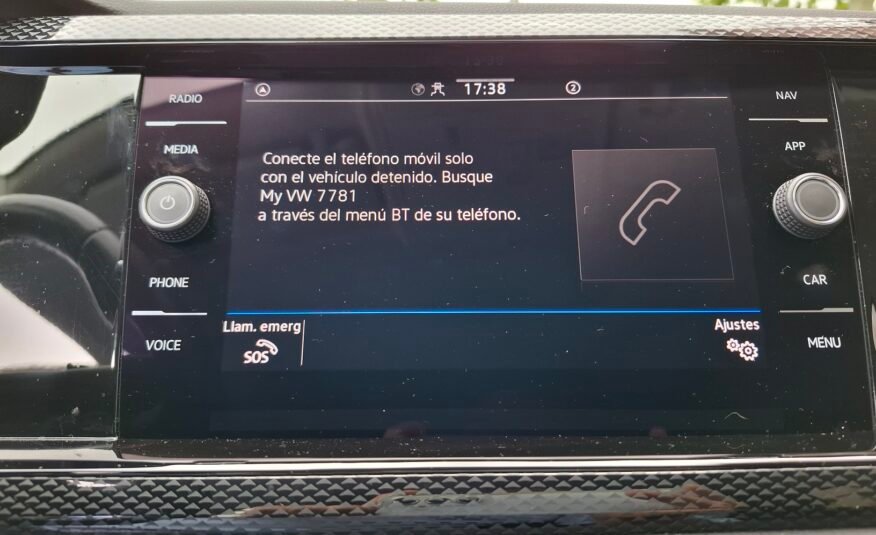 RADIO
MEDIA
PHONE
VOICE
17:38
2
Conecte el teléfono móvil solo
con el vehículo detenido. Busque
My VW 7781
a través del menú BT de su teléfono.
Llam. emerg
SOS
Ajustes
NAV
APP
CAR
MENU